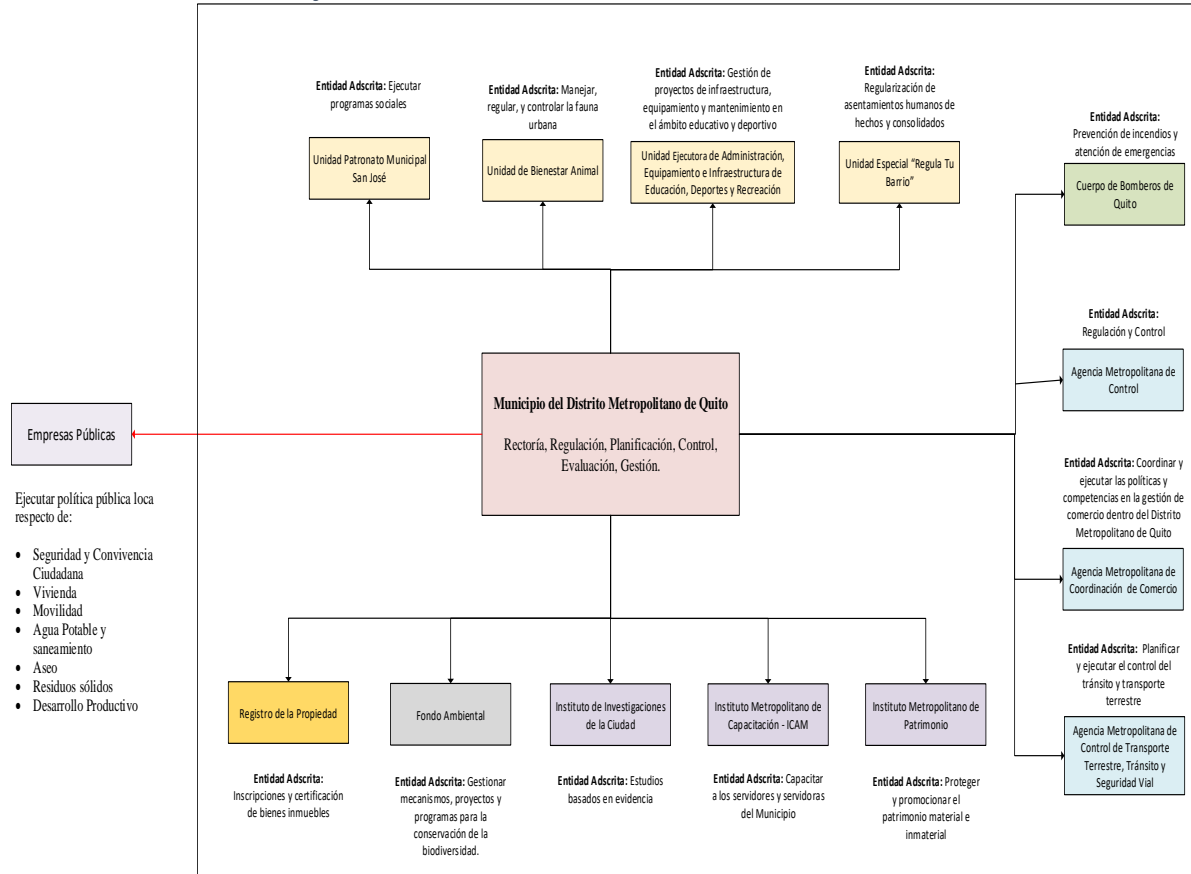 Entidad Adscrita: Ejecutar
programas sociales
Unidad Patronato Municipal
San José
Entidad Adscrita: Manejar,
regular, y controlar la fauna
urbana
Unidad de Bienestar Animal
Entidad Adscrita: Gestión de
proyectos de infraestructura,
equipamiento y mantenimiento en
el ámbito educativo y deportivo
Unidad Ejecutora de Administración,
Equipamiento e Infraestructura de
Educación, Deportes y Recreación
Entidad Adscrita:
Regularización de
asentamientos humanos de
hechos y consolidados
Unidad Especial “Regula Tu
Barrio”
Entidad Adscrita:
Prevención de incendios y
atención de emergencias
Cuerpo de Bomberos de
Quito
Entidad Adscrita:
Regulación y Control
Agencia Metropolitana de
Control
Municipio del Distrito Metropolitano de Quito
Rectoría, Regulación, Planificación, Control,
Evaluación, Gestión.
Empresas Públicas
Ejecutar política pública loca
respecto de:
• Seguridad y Convivencia
Ciudadana
• Vivienda
• Movilidad
• Agua Potable y
saneamiento
• Aseo
• Residuos sólidos
• Desarrollo Productivo
Entidad Adscrita: Coordinar y
ejecutar las políticas y
competencias en la gestión de
comercio dentro del Distrito
Metropolitano de Quito
Agencia Metropolitana de
Coordinación de Comercio
Entidad Adscrita: Planificar
y ejecutar el control del
tránsito y transporte
terrestre
Agencia Metropolitana de
Control de Transporte
Terrestre, Tránsito y
Seguridad Vial
Registro de la Propiedad
Entidad Adscrita:
Inscripciones y certificación
de bienes inmuebles
Fondo Ambiental
Entidad Adscrita: Gestionar
mecanismos, proyectos y
programas para la
conservación de la
biodiversidad.
Instituto de Investigaciones
de la Ciudad
Entidad Adscrita: Estudios
basados en evidencia
Instituto Metropolitano de
Capacitación - ICAM
Entidad Adscrita: Capacitar
a los servidores y servidoras
del Municipio
Instituto Metropolitano de
Patrimonio
Entidad Adscrita: Proteger
y promocionar el
patrimonio material e
inmaterial